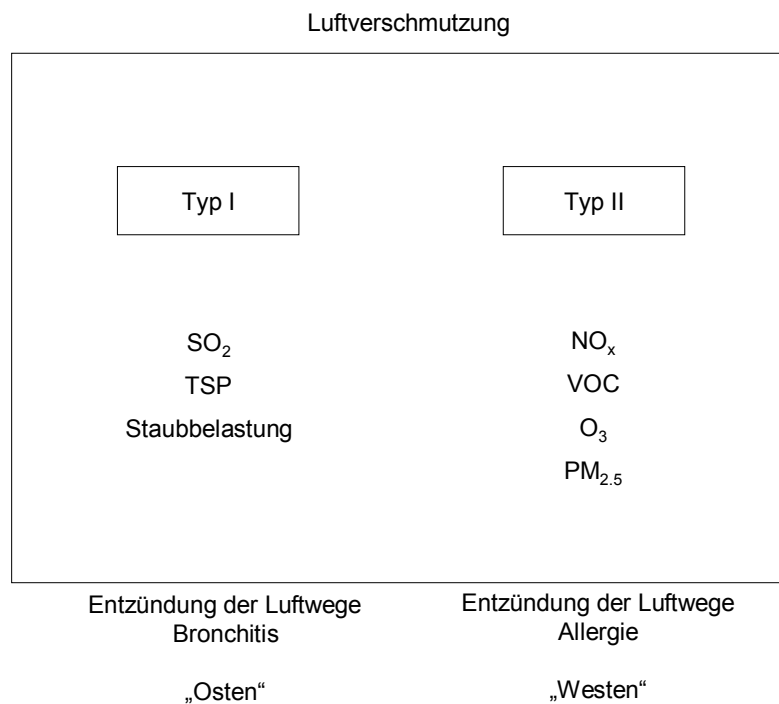 Luftverschmutzung
Typ I
SO₂
TSP
Staubbelastung
Entzündung der Luftwege
Bronchitis
„Osten“
Typ II
NOₓ
VOC
O₃
PM₂.₅
Entzündung der Luftwege
Allergie
„Westen“